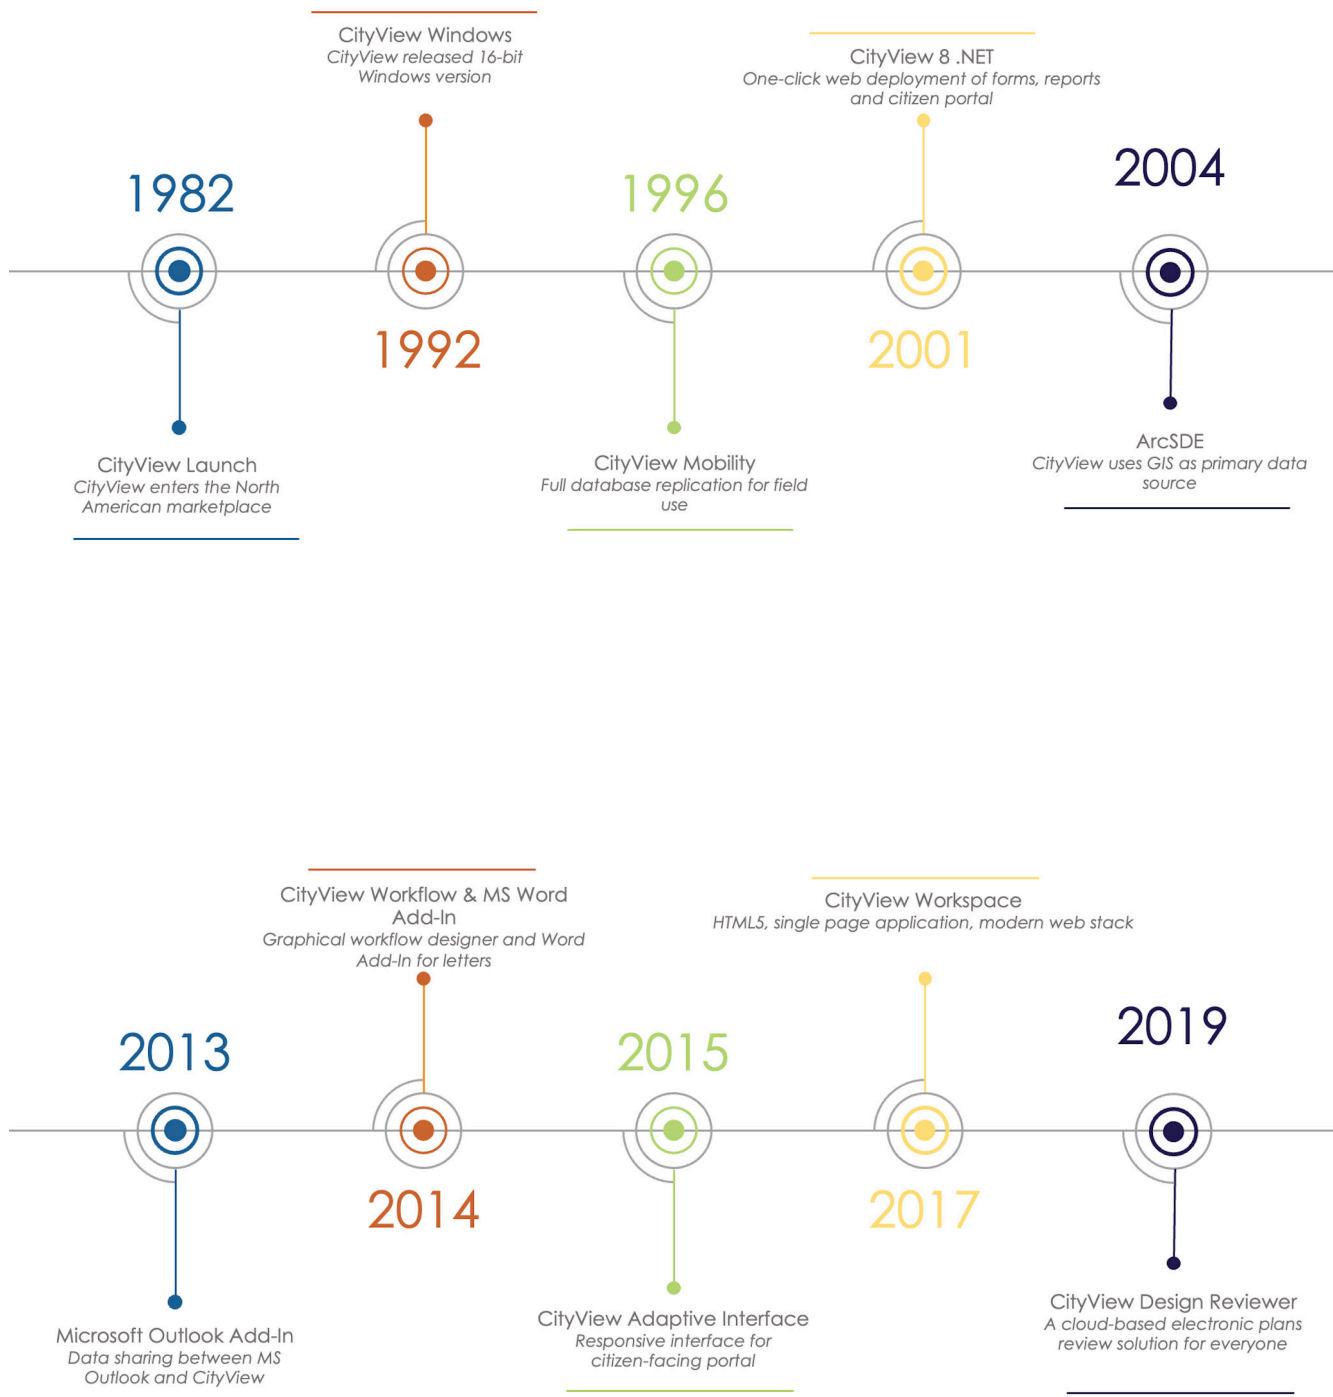 CityView Windows
CityView released 16-bit
Windows version
CityView 8 .NET
One-click web deployment of forms, reports
and citizen portal
1982
1992
1996
2001
2004
CityView Launch
CityView enters the North
American marketplace
CityView Mobility
Full database replication for field
use
ArcSDE
CityView uses GIS as primary data
source
CityView Workflow & MS Word
Add-In
Graphical workflow designer and Word
Add-In for letters
CityView Workspace
HTML5, single page application, modern web stack
2013
2014
2015
2017
2019
Microsoft Outlook Add-In
Data sharing between MS
Outlook and CityView
CityView Adaptive Interface
Responsive interface for
citizen-facing portal
CityView Design Reviewer
A cloud-based electronic plans
review solution for everyone